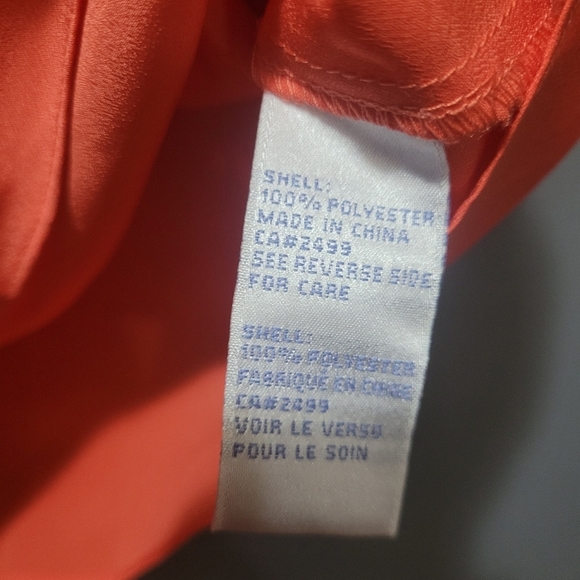 SHELL:
100% POLYESTER
MADE IN CHINA
CA#2499
SEE REVERSE SIDE
FOR CARE
SHELL:
100% POLYESTER
FABRIQUÉ EN CHINE
CA#2499
VOIR LE VERSO
POUR LE SOIN